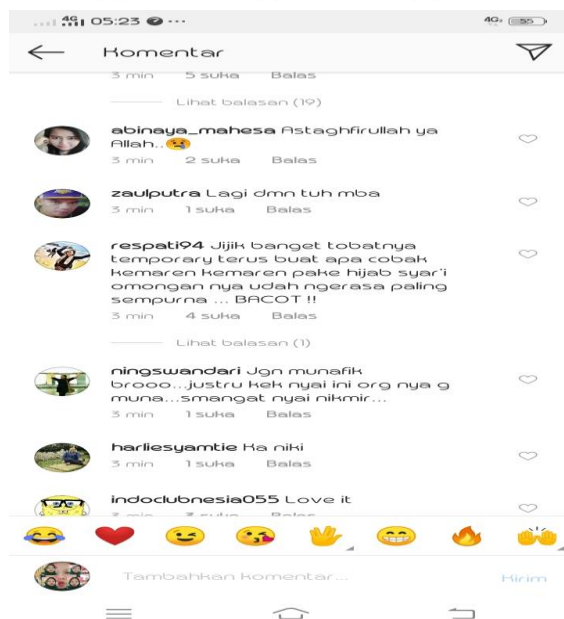 4G 05:23 ...
4G 55
Komentar
3 min 5 suka Balas
Lihat balasan (19)
abinaya_mahesa Astaghfirullah ya
Allah..😢
3 min 2 suka Balas
zaulputra Lagi dmn tuh mba
3 min 1 suka Balas
respati94 Jijik banget tobatnya
temporary terus buat apa cobak
kemaren kemaren pake hijab syar'i
omongan nya udah ngerasa paling
sempurna ... BACOT !!
3 min 4 suka Balas
Lihat balasan (1)
ningswandari Jgn munafik
brooo...justru kek nyai ini org nya g
muna...smangat nyai nikmir...
3 min 1 suka Balas
harliesyamtie Ka niki
3 min 1 suka Balas
indoclubnesia055 Love it
3 min 3 suka Balas
Tambahkan komentar... Kirim